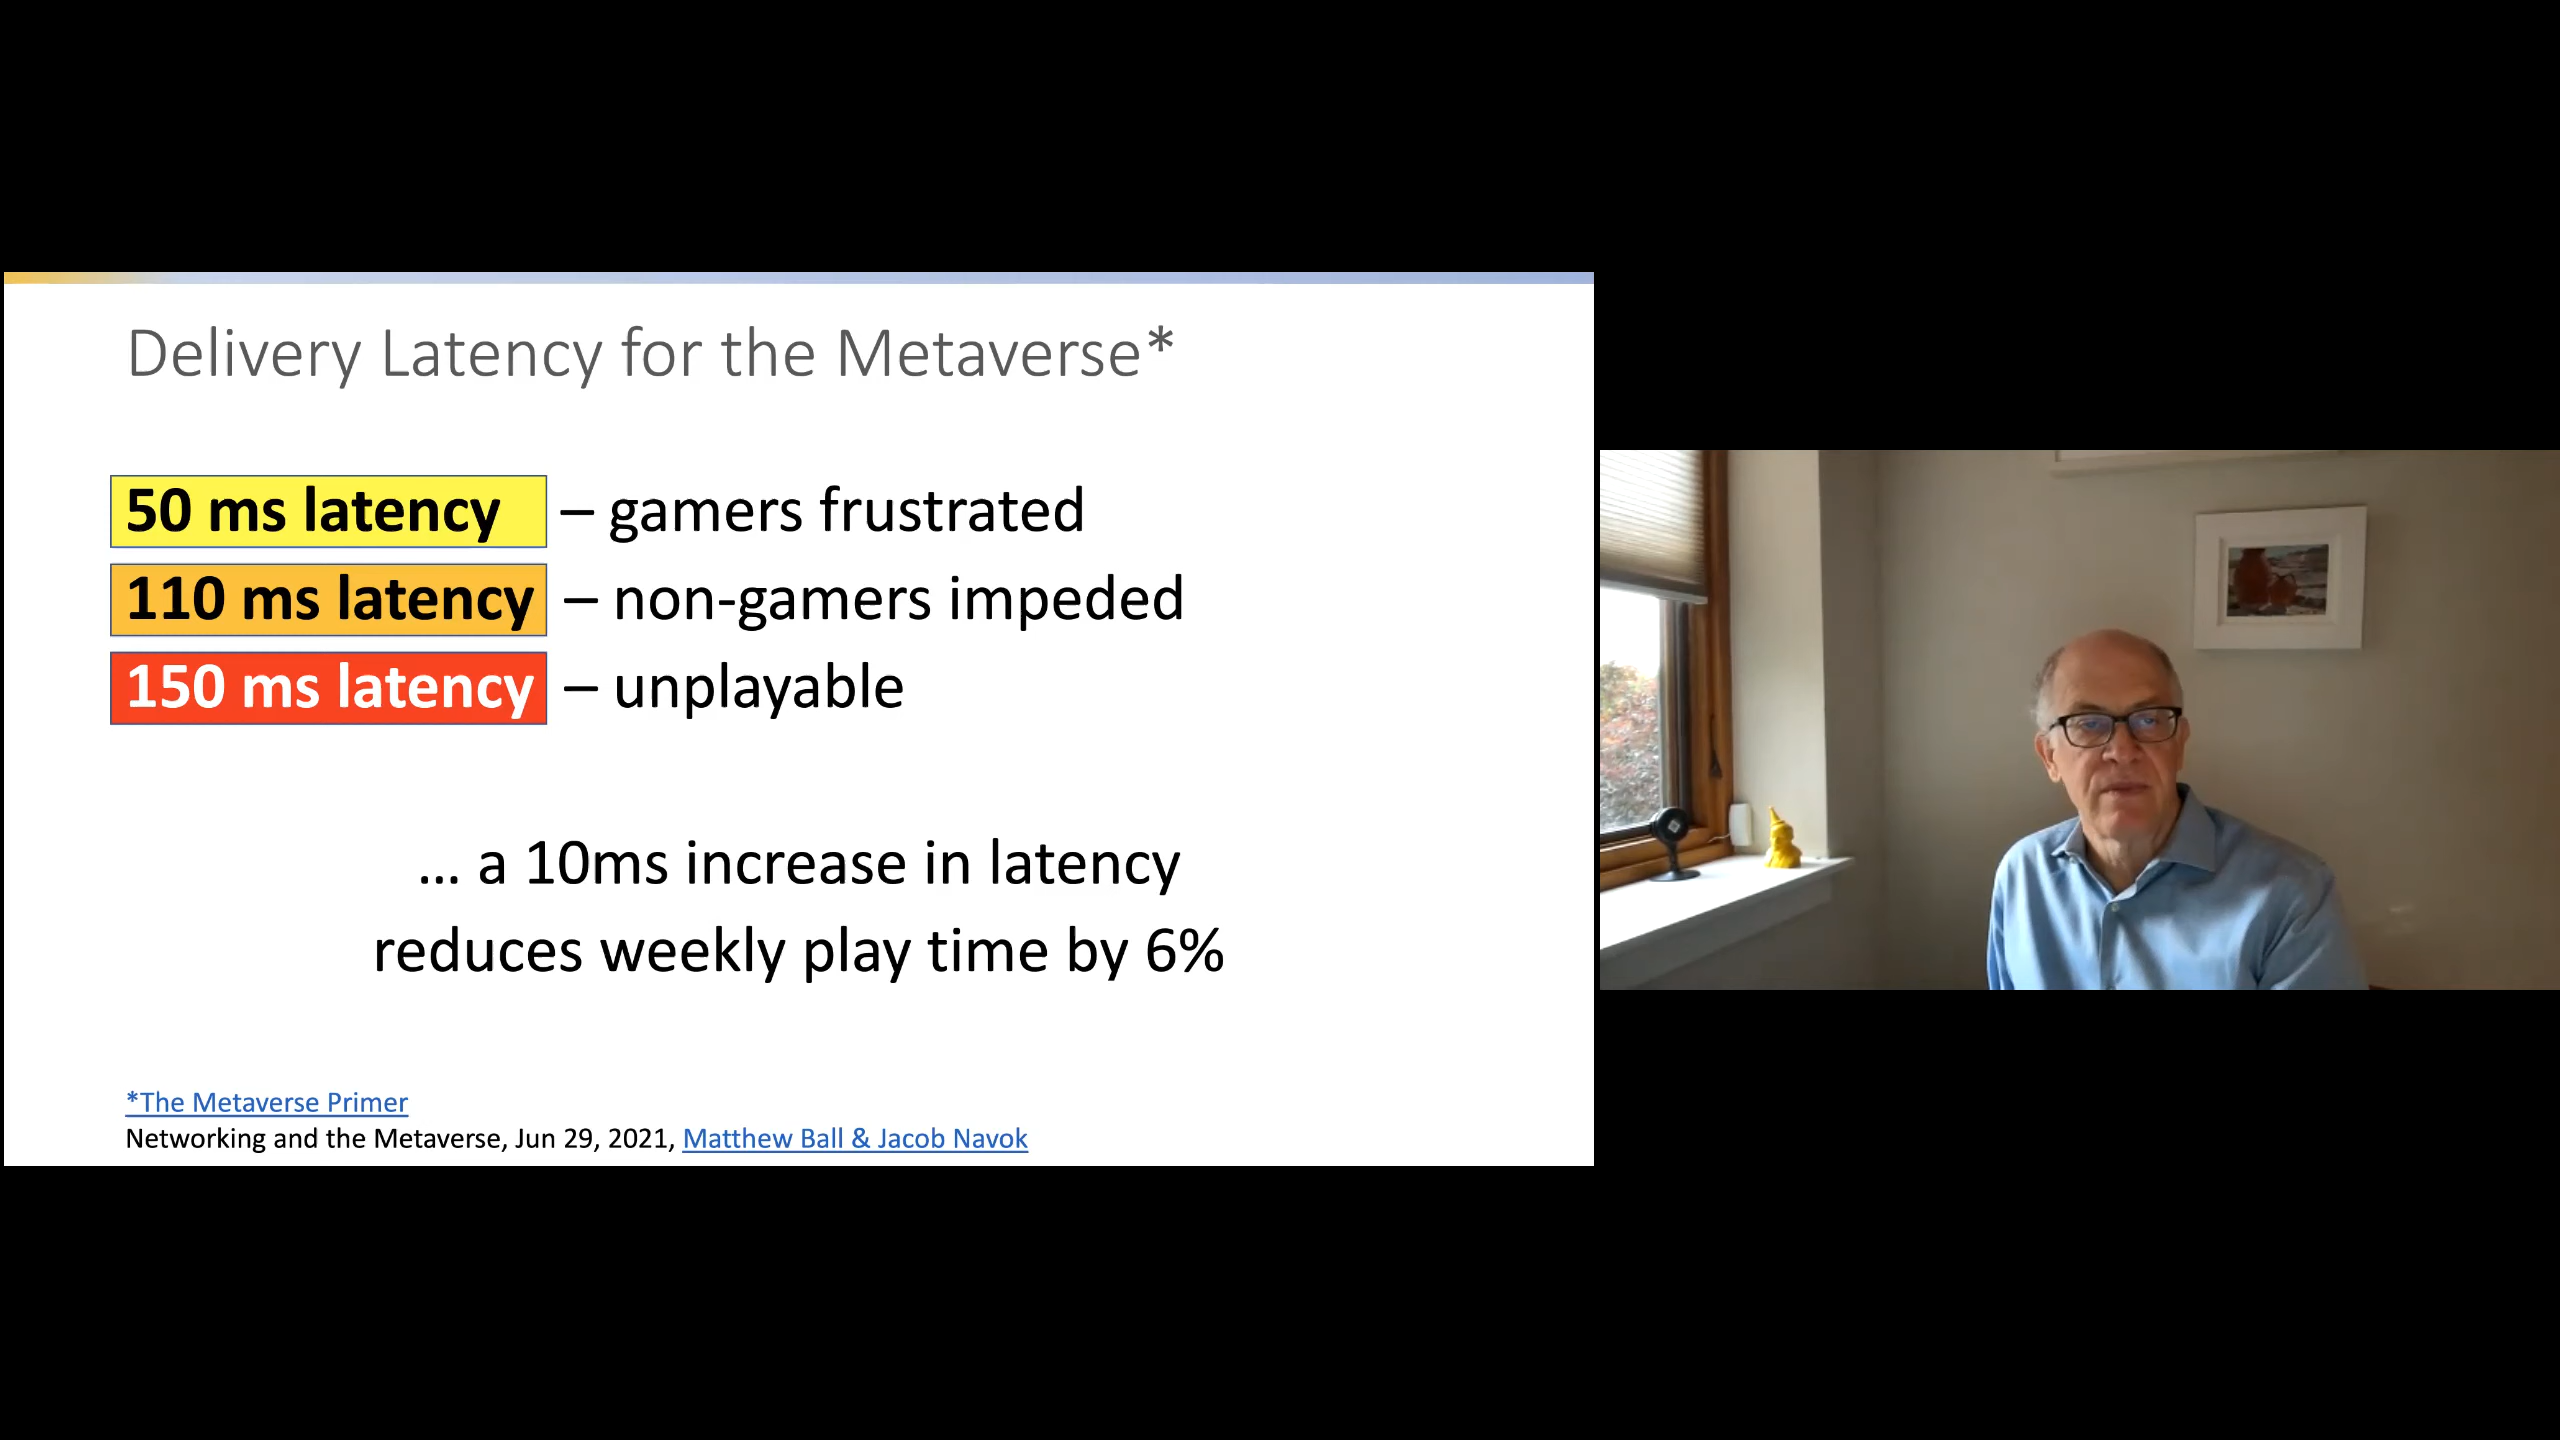 Delivery Latency for the Metaverse*
50 ms latency – gamers frustrated
110 ms latency – non-gamers impeded
150 ms latency – unplayable
... a 10ms increase in latency
reduces weekly play time by 6%
*The Metaverse Primer
Networking and the Metaverse, Jun 29, 2021, Matthew Ball & Jacob Navok